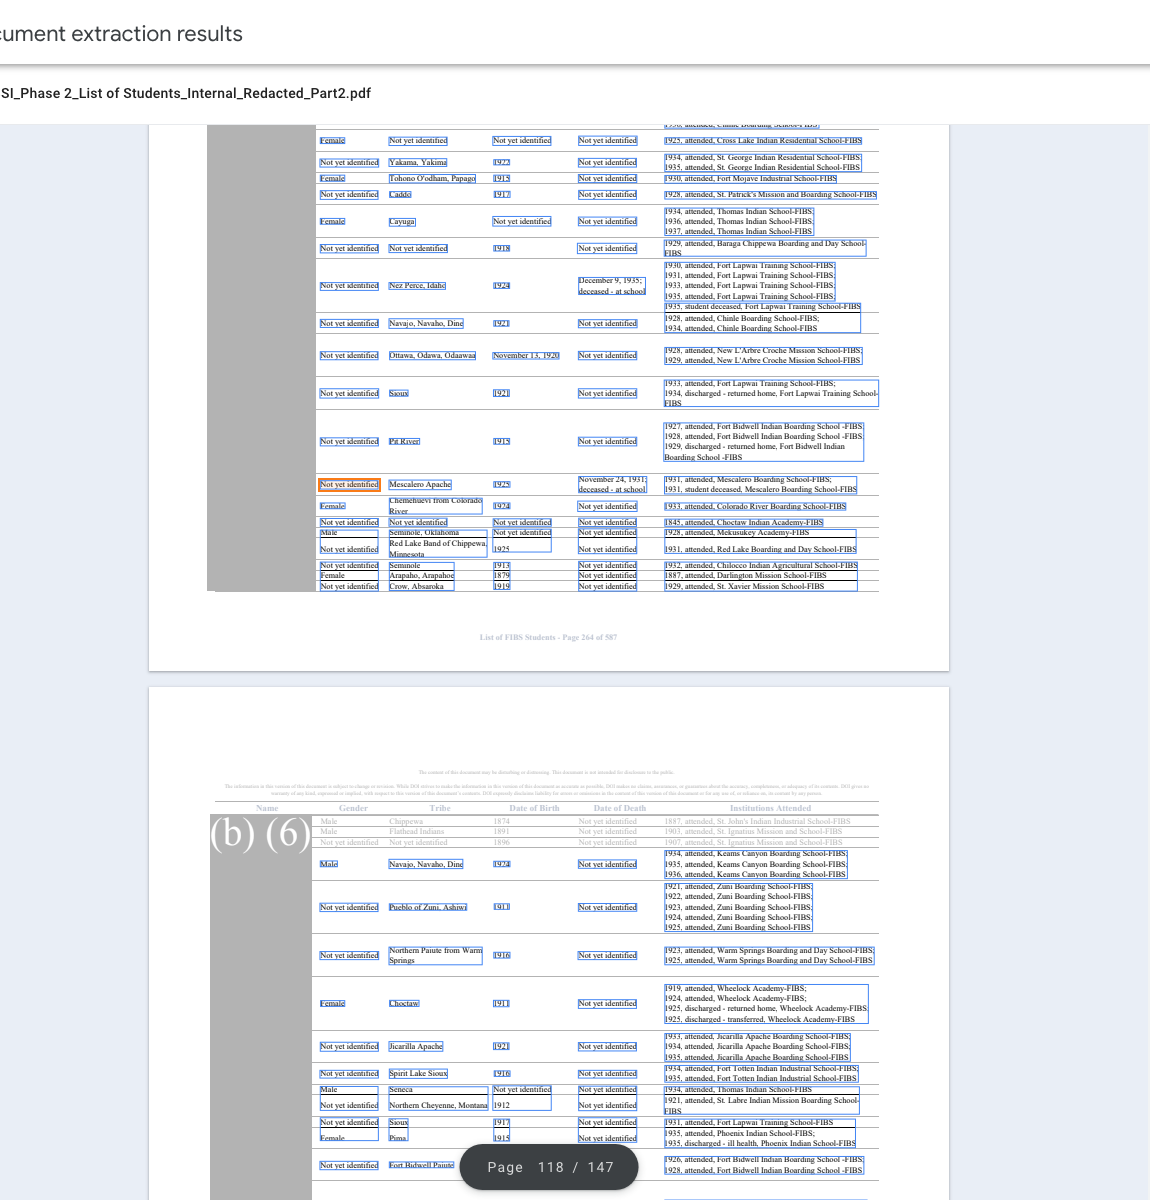 cument extraction results
SI_Phase 2_List of Students_Internal_Redacted_Part2.pdf
Female Not yet identified Not yet identified Not yet identified 1925, attended, Cross Lake Indian Residential School-FIBS
Not yet identified Yakama, Yakima 1922 Not yet identified 1934, attended, St. George Indian Residential School-FIBS;
1935, attended, St. George Indian Residential School-FIBS
Female Tohono O'odham, Papago 1915 Not yet identified 1930, attended, Fort Mojave Industrial School-FIBS
Not yet identified Caddo 1917 Not yet identified 1928, attended, St. Patrick's Mission and Boarding School-FIBS
Female Cayuga Not yet identified Not yet identified 1934, attended, Thomas Indian School-FIBS;
1936, attended, Thomas Indian School-FIBS;
1937, attended, Thomas Indian School-FIBS
Not yet identified Not yet identified 1918 Not yet identified 1929, attended, Baraga Chippewa Boarding and Day School-
FIBS
Not yet identified Nez Perce, Idaho 1924 December 9, 1935; deceased - at school 1930, attended, Fort Lapwai Training School-FIBS;
1931, attended, Fort Lapwai Training School-FIBS;
1933, attended, Fort Lapwai Training School-FIBS;
1935, attended, Fort Lapwai Training School-FIBS;
1935, student deceased, Fort Lapwai Training School-FIBS
Not yet identified Navajo, Navaho, Dine 1921 Not yet identified 1928, attended, Chinle Boarding School-FIBS;
1934, attended, Chinle Boarding School-FIBS
Not yet identified Ottawa, Odawa, Odaawaa November 13, 1920 Not yet identified 1928, attended, New L'Arbre Croche Mission School-FIBS;
1929, attended, New L'Arbre Croche Mission School-FIBS
Not yet identified Sioux 1921 Not yet identified 1933, attended, Fort Lapwai Training School-FIBS;
1934, discharged - returned home, Fort Lapwai Training School-
FIBS
Not yet identified Pit River 1915 Not yet identified 1927, attended, Fort Bidwell Indian Boarding School -FIBS;
1928, attended, Fort Bidwell Indian Boarding School -FIBS;
1929, discharged - returned home, Fort Bidwell Indian
Boarding School -FIBS
Not yet identified Mescalero Apache 1925 November 24, 1931; deceased - at school 1931, attended, Mescalero Boarding School-FIBS;
1931, student deceased, Mescalero Boarding School-FIBS
Female Chemehuevi from Colorado River 1924 Not yet identified 1933, attended, Colorado River Boarding School-FIBS
Not yet identified Not yet identified Not yet identified Not yet identified 1845, attended, Choctaw Indian Academy-FIBS
Male Seminole, Oklahoma Not yet identified Not yet identified 1928, attended, Mekusukey Academy-FIBS
Not yet identified Red Lake Band of Chippewa, Minnesota 1925 Not yet identified 1931, attended, Red Lake Boarding and Day School-FIBS
Not yet identified Seminole 1913 Not yet identified 1932, attended, Chilocco Indian Agricultural School-FIBS
Female Arapaho, Arapahoe 1879 Not yet identified 1887, attended, Darlington Mission School-FIBS
Not yet identified Crow, Absaroka 1919 Not yet identified 1929, attended, St. Xavier Mission School-FIBS
List of FIBS Students - Page 264 of 587
The content of this document may be disturbing or distressing. This document is not intended for disclosure to the public.
Name Gender Tribe Date of Birth Date of Death Institutions Attended
(b) (6)
Male Chippewa 1874 Not yet identified 1887, attended, St. John's Indian Industrial School-FIBS
Male Flathead Indians 1891 Not yet identified 1903, attended, St. Ignatius Mission and School-FIBS
Not yet identified Not yet identified 1896 Not yet identified 1907, attended, St. Ignatius Mission and School-FIBS
Male Navajo, Navaho, Dine 1924 Not yet identified 1934, attended, Keams Canyon Boarding School-FIBS;
1935, attended, Keams Canyon Boarding School-FIBS;
1936, attended, Keams Canyon Boarding School-FIBS
Not yet identified Pueblo of Zuni, Ashiwi 1911 Not yet identified 1921, attended, Zuni Boarding School-FIBS;
1922, attended, Zuni Boarding School-FIBS;
1923, attended, Zuni Boarding School-FIBS;
1924, attended, Zuni Boarding School-FIBS;
1925, attended, Zuni Boarding School-FIBS
Not yet identified Northern Paiute from Warm Springs 1916 Not yet identified 1923, attended, Warm Springs Boarding and Day School-FIBS;
1925, attended, Warm Springs Boarding and Day School-FIBS
Female Choctaw 1911 Not yet identified 1919, attended, Wheelock Academy-FIBS;
1924, attended, Wheelock Academy-FIBS;
1925, discharged - returned home, Wheelock Academy-FIBS;
1925, discharged - transferred, Wheelock Academy-FIBS
Not yet identified Jicarilla Apache 1921 Not yet identified 1933, attended, Jicarilla Apache Boarding School-FIBS;
1934, attended, Jicarilla Apache Boarding School-FIBS;
1935, attended, Jicarilla Apache Boarding School-FIBS
Not yet identified Spirit Lake Sioux 1916 Not yet identified 1934, attended, Fort Totten Indian Industrial School-FIBS;
1935, attended, Fort Totten Indian Industrial School-FIBS
Male Seneca Not yet identified Not yet identified 1934, attended, Thomas Indian School-FIBS
Not yet identified Northern Cheyenne, Montana 1912 Not yet identified 1921, attended, St. Labre Indian Mission Boarding School-
FIBS
Not yet identified Sioux 1917 Not yet identified 1931, attended, Fort Lapwai Training School-FIBS
Female Pima 1915 Not yet identified 1935, attended, Phoenix Indian School-FIBS;
1935, discharged - ill health, Phoenix Indian School-FIBS
Not yet identified Fort Bidwell Paiute 1926, attended, Fort Bidwell Indian Boarding School -FIBS;
1928, attended, Fort Bidwell Indian Boarding School -FIBS
Page 118 / 147